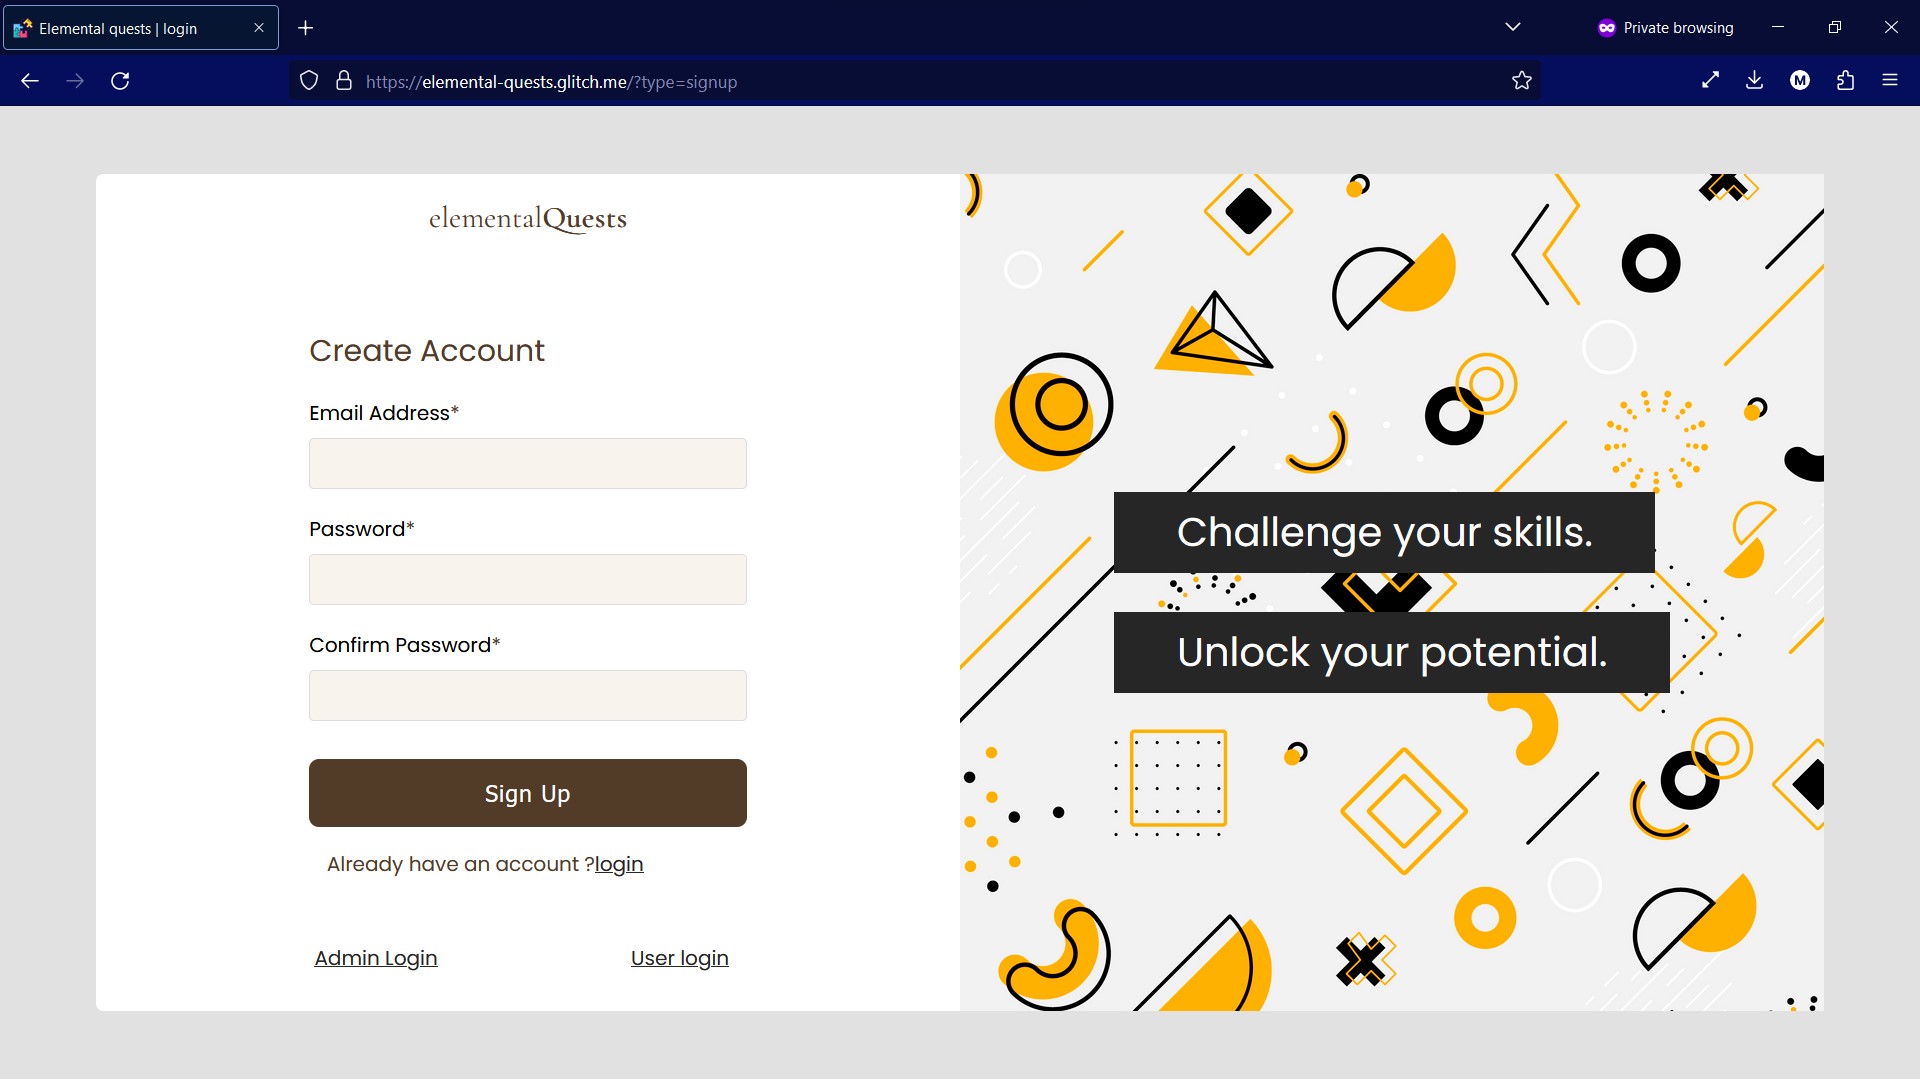 Elemental quests | login
Private browsing
https://elemental-quests.glitch.me/?type=signup
M
elementalQuests
Create Account
Email Address*
Password*
Confirm Password*
Sign Up
Already have an account ?login
Admin Login
User login
Challenge your skills.
Unlock your potential.